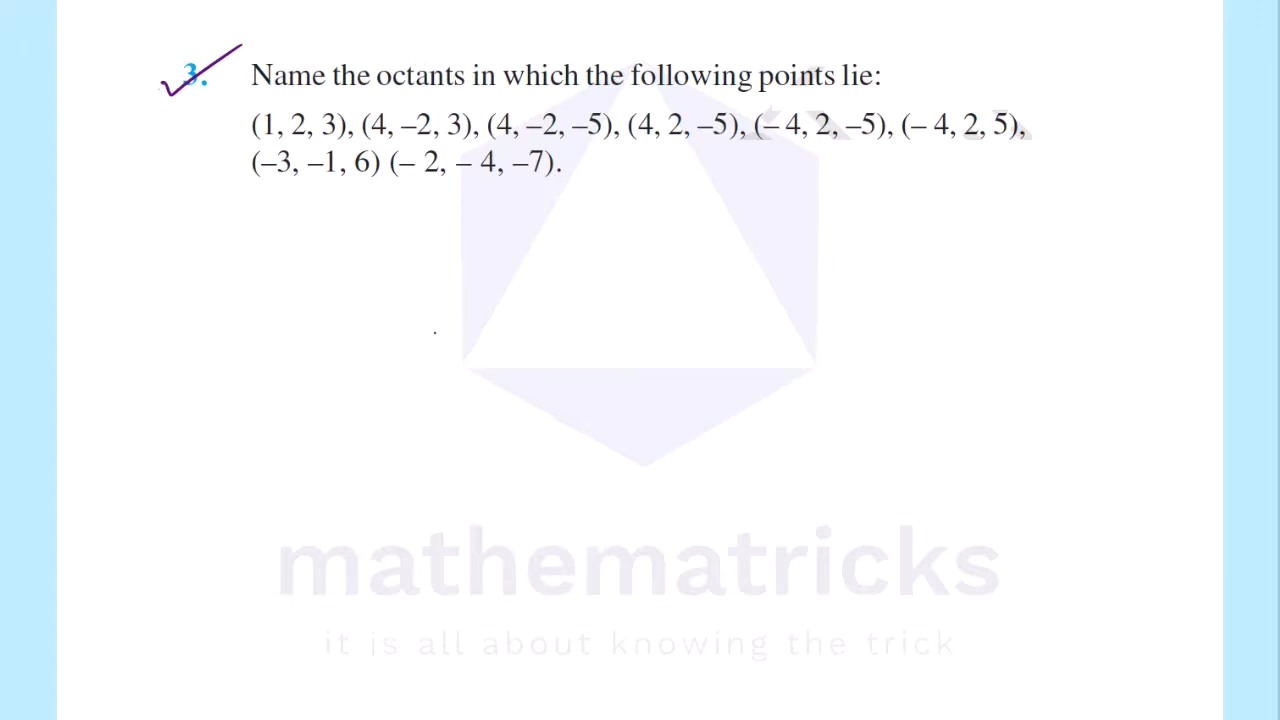 3. Name the octants in which the following points lie:
(1, 2, 3), (4, –2, 3), (4, –2, –5), (4, 2, –5), (– 4, 2, –5), (– 4, 2, 5),
(–3, –1, 6) (– 2, – 4, –7).
mathematricks
it is all about knowing the trick